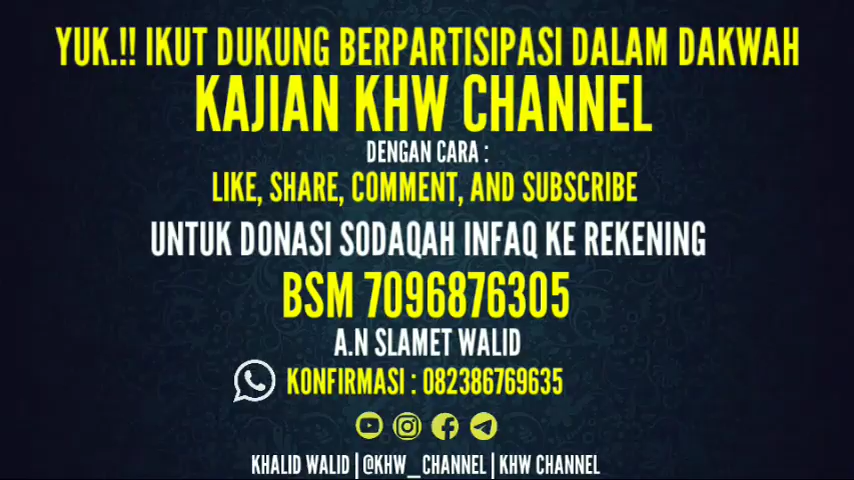 YUK.!! IKUT DUKUNG BERPARTISIPASI DALAM DAKWAH
KAJIAN KHW CHANNEL
DENGAN CARA :
LIKE, SHARE, COMMENT, AND SUBSCRIBE
UNTUK DONASI SODAQAH INFAQ KE REKENING
BSM 7096876305
A.N SLAMET WALID
KONFIRMASI : 082386769635
KHALID WALID | @KHW_CHANNEL | KHW CHANNEL